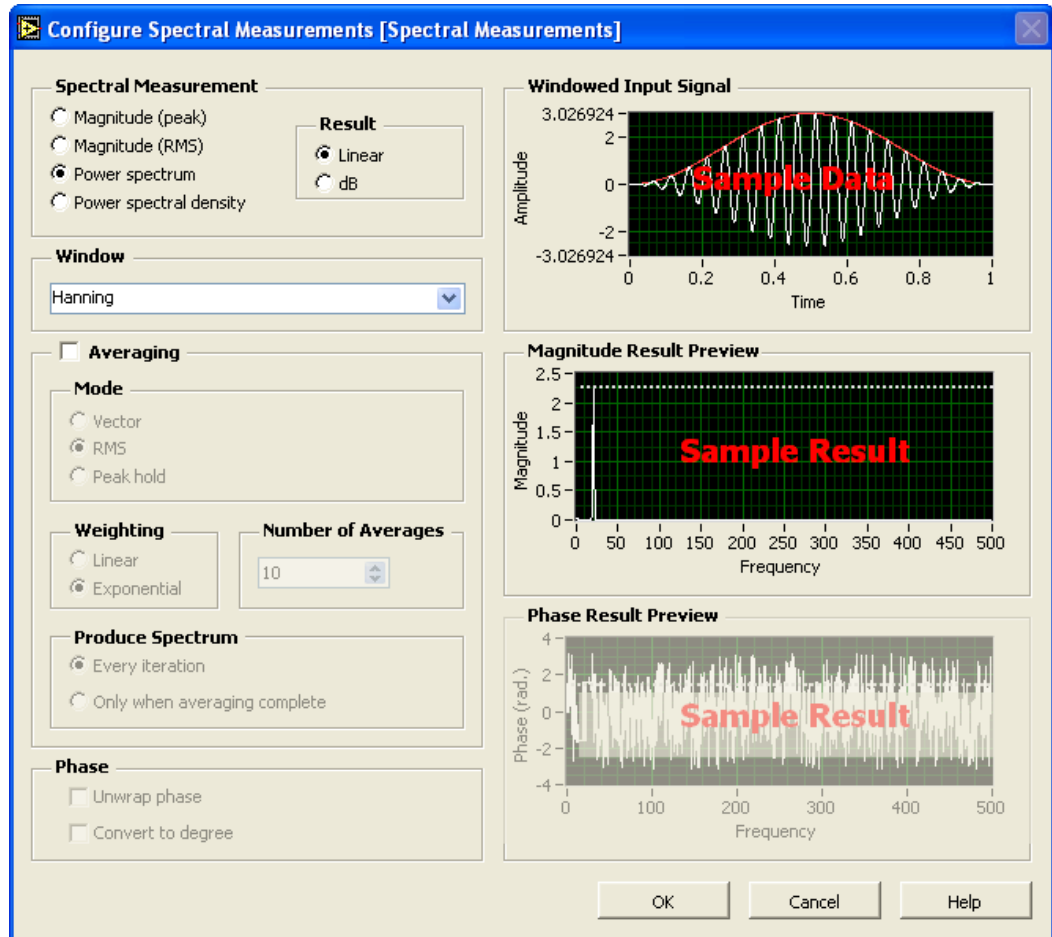 Configure Spectral Measurements [Spectral Measurements]
Spectral Measurement
Magnitude (peak)
Magnitude (RMS)
Power spectrum
Power spectral density
Result
Linear
dB
Window
Hanning
Averaging
Mode
Vector
RMS
Peak hold
Weighting
Linear
Exponential
Number of Averages
10
Produce Spectrum
Every iteration
Only when averaging complete
Phase
Unwrap phase
Convert to degree
Windowed Input Signal
3.026924
2
0
-2
-3.026924
Amplitude
Sample Data
0 0.2 0.4 0.6 0.8 1
Time
Magnitude Result Preview
2.5
2
1.5
1
0.5
0
Magnitude
Sample Result
0 50 100 150 200 250 300 350 400 450 500
Frequency
Phase Result Preview
4
2
0
-2
-4
Phase (rad.)
Sample Result
0 100 200 300 400 500
Frequency
OK
Cancel
Help